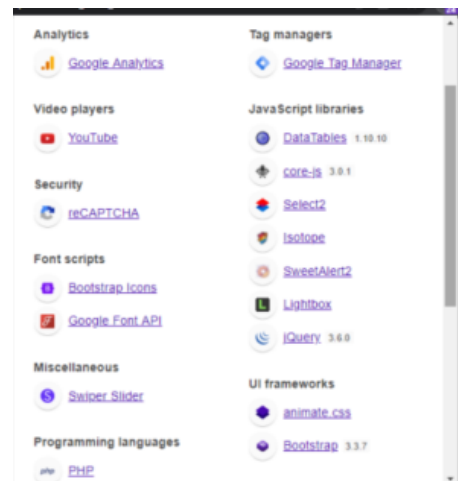 Analytics
Google Analytics
Video players
YouTube
Security
reCAPTCHA
Font scripts
Bootstrap Icons
Google Font API
Miscellaneous
Swiper Slider
Programming languages
php PHP
Tag managers
Google Tag Manager
JavaScript libraries
DataTables 1.10.10
core-js 3.0.1
Select2
Isotope
SweetAlert2
L Lightbox
jQuery 3.6.0
UI frameworks
animate.css
Bootstrap 3.3.7